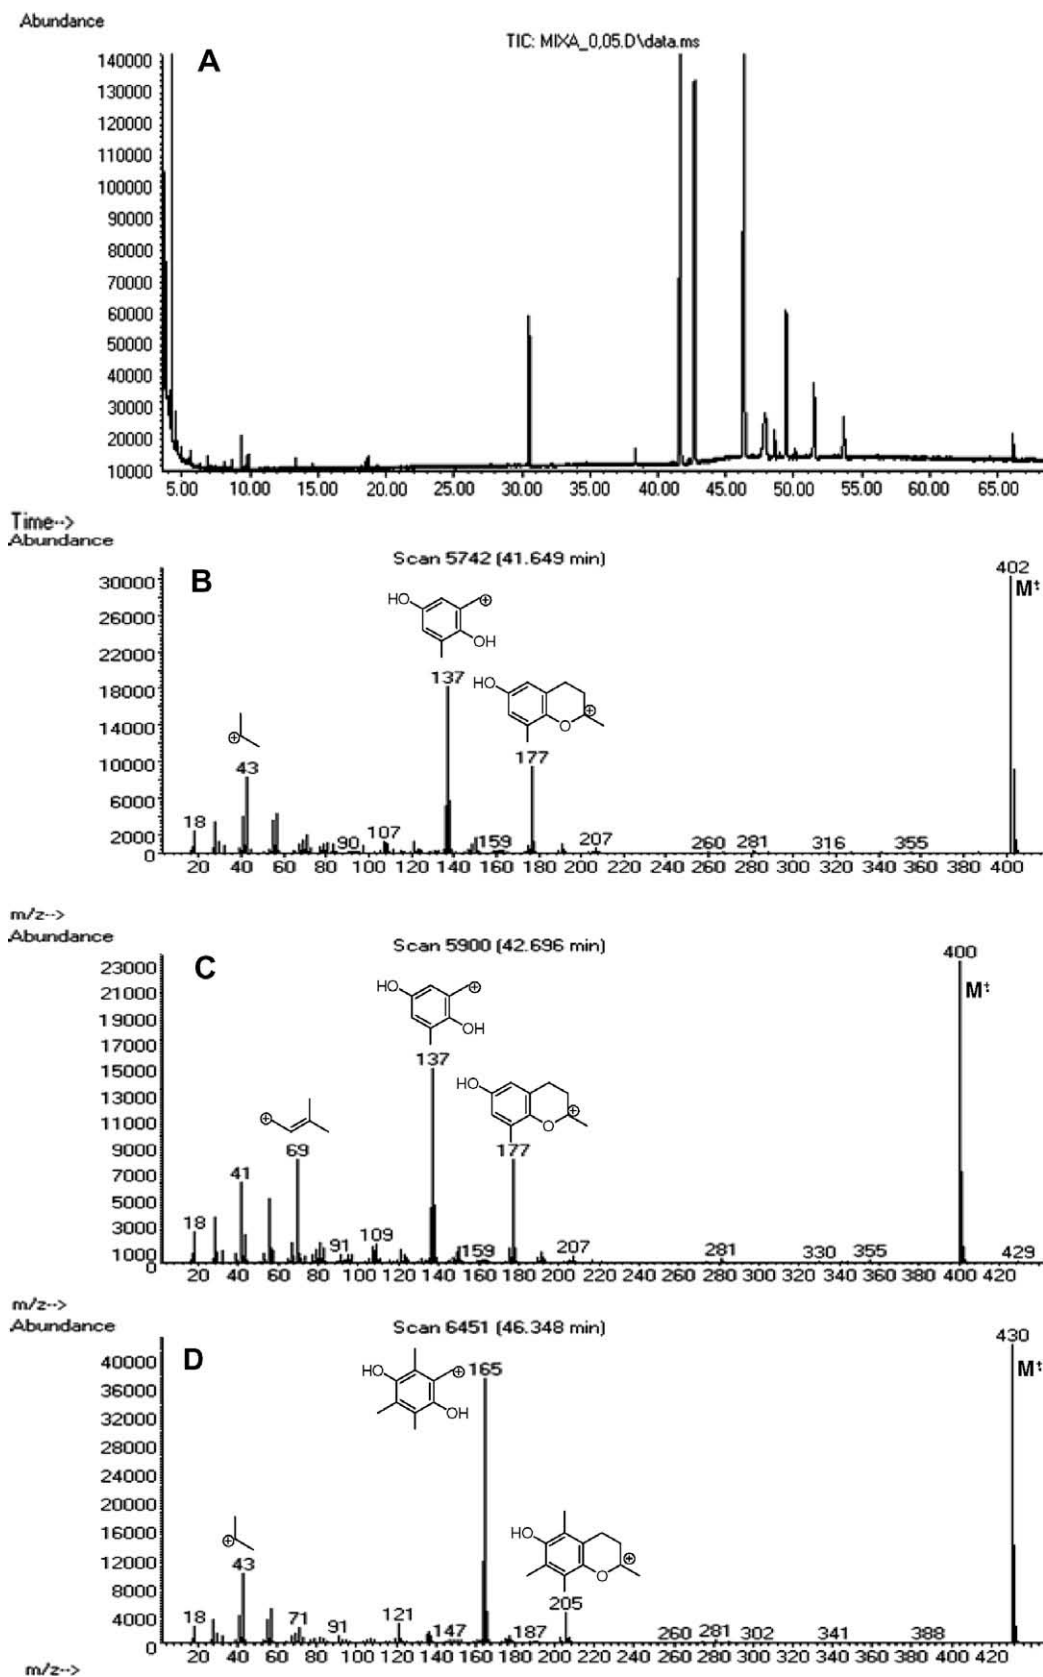 Abundance
TIC: MIXA_0,05.D\data.ms
A
140000
130000
120000
110000
100000
90000
80000
70000
60000
50000
40000
30000
20000
10000
5.00 10.00 15.00 20.00 25.00 30.00 35.00 40.00 45.00 50.00 55.00 60.00 65.00
Time-->
Abundance
Scan 5742 (41.649 min)
B
402
M‡
30000
26000
22000
18000
14000
10000
6000
2000
0
HO
OH
137
HO
O
177
43
18
90
107
159
207
260
281
316
355
20 40 60 80 100 120 140 160 180 200 220 240 260 280 300 320 340 360 380 400
m/z-->
Abundance
Scan 5900 (42.696 min)
C
400
M‡
23000
21000
19000
17000
15000
13000
11000
9000
7000
5000
3000
1000
HO
OH
137
HO
O
177
69
41
18
91
109
159
207
281
330
355
429
20 40 60 80 100 120 140 160 180 200 220 240 260 280 300 320 340 360 380 400 420
m/z-->
Abundance
Scan 6451 (46.348 min)
D
430
M‡
40000
36000
32000
28000
24000
20000
16000
12000
8000
4000
0
HO
OH
165
HO
O
205
43
18
71
91
121
147
187
260
281
302
341
388
20 40 60 80 100 120 140 160 180 200 220 240 260 280 300 320 340 360 380 400 420
m/z-->